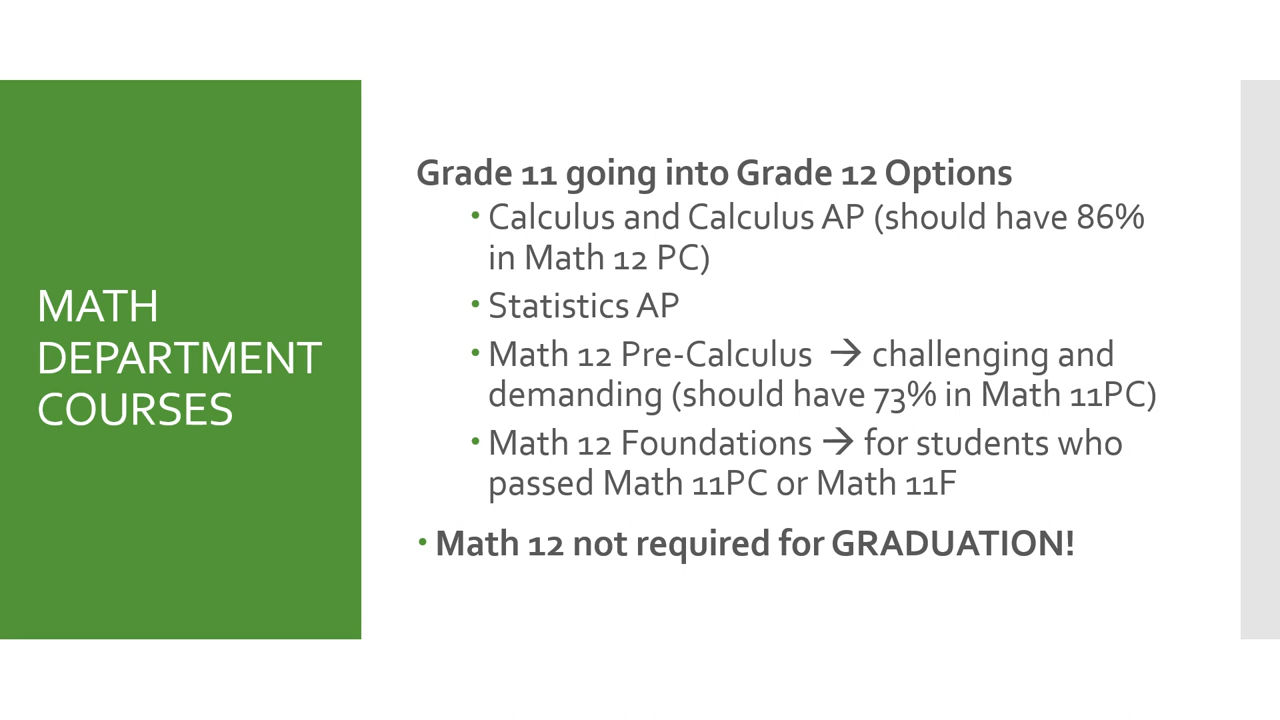 MATH
DEPARTMENT
COURSES
Grade 11 going into Grade 12 Options
• Calculus and Calculus AP (should have 86%
in Math 12 PC)
• Statistics AP
• Math 12 Pre-Calculus → challenging and
demanding (should have 73% in Math 11PC)
• Math 12 Foundations → for students who
passed Math 11PC or Math 11F
• Math 12 not required for GRADUATION!